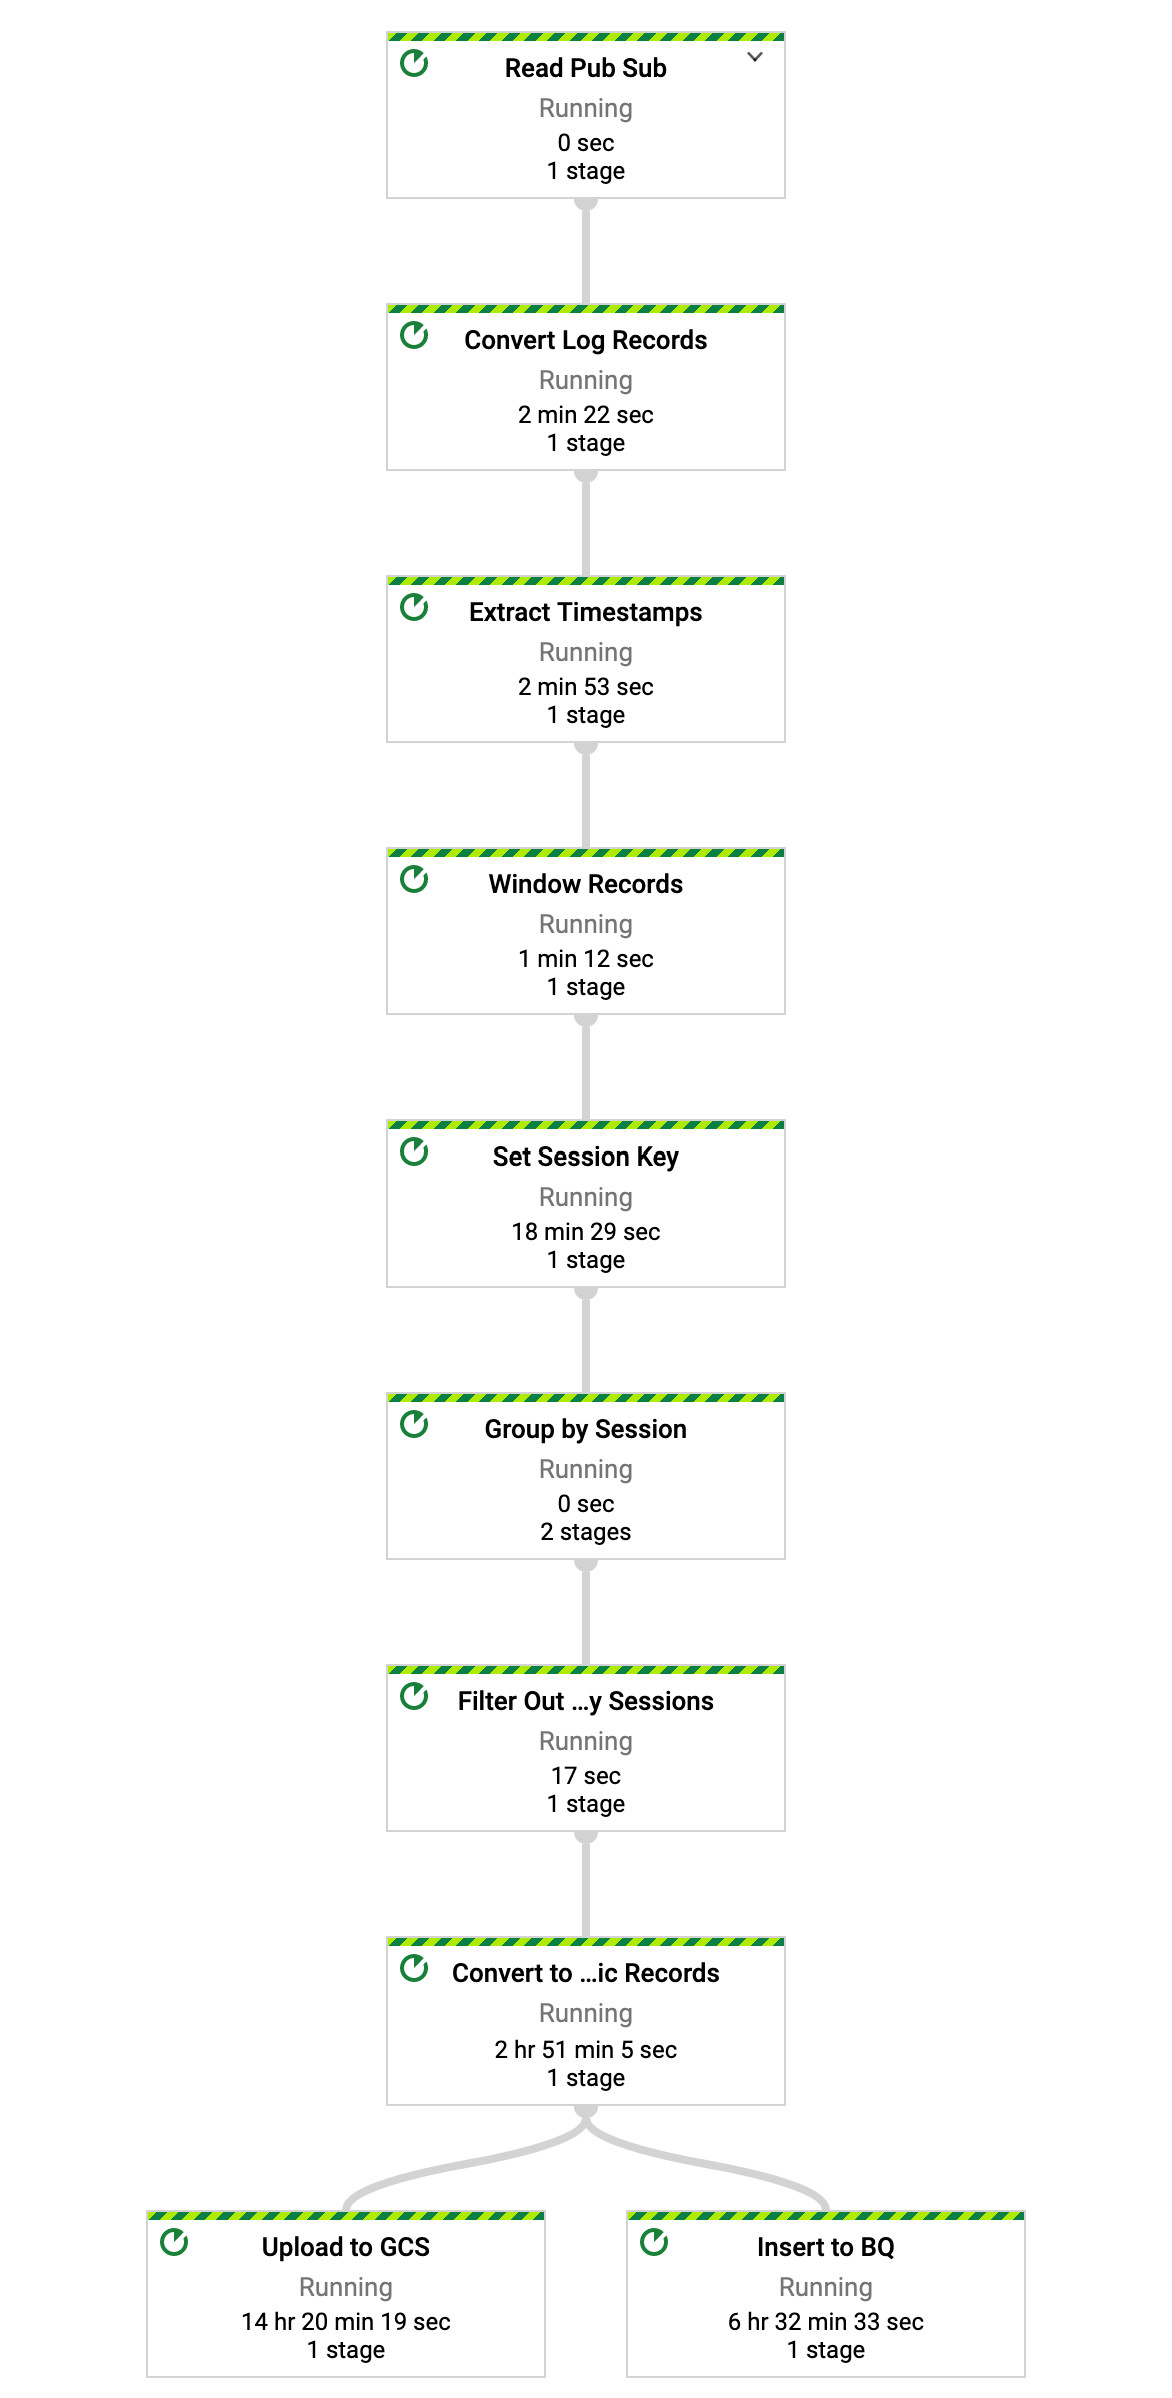 Read Pub Sub
Running
0 sec
1 stage
Convert Log Records
Running
2 min 22 sec
1 stage
Extract Timestamps
Running
2 min 53 sec
1 stage
Window Records
Running
1 min 12 sec
1 stage
Set Session Key
Running
18 min 29 sec
1 stage
Group by Session
Running
0 sec
2 stages
Filter Out ...y Sessions
Running
17 sec
1 stage
Convert to ...ic Records
Running
2 hr 51 min 5 sec
1 stage
Upload to GCS
Running
14 hr 20 min 19 sec
1 stage
Insert to BQ
Running
6 hr 32 min 33 sec
1 stage